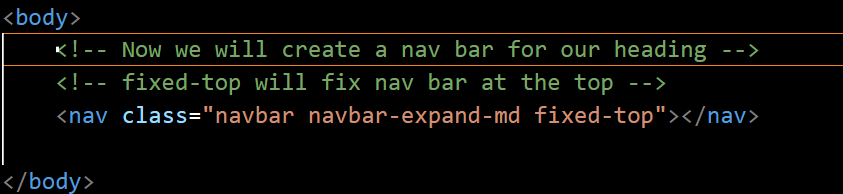 <body>
<!-- Now we will create a nav bar for our heading -->
<!-- fixed-top will fix nav bar at the top -->
<nav class="navbar navbar-expand-md fixed-top"></nav>
</body>